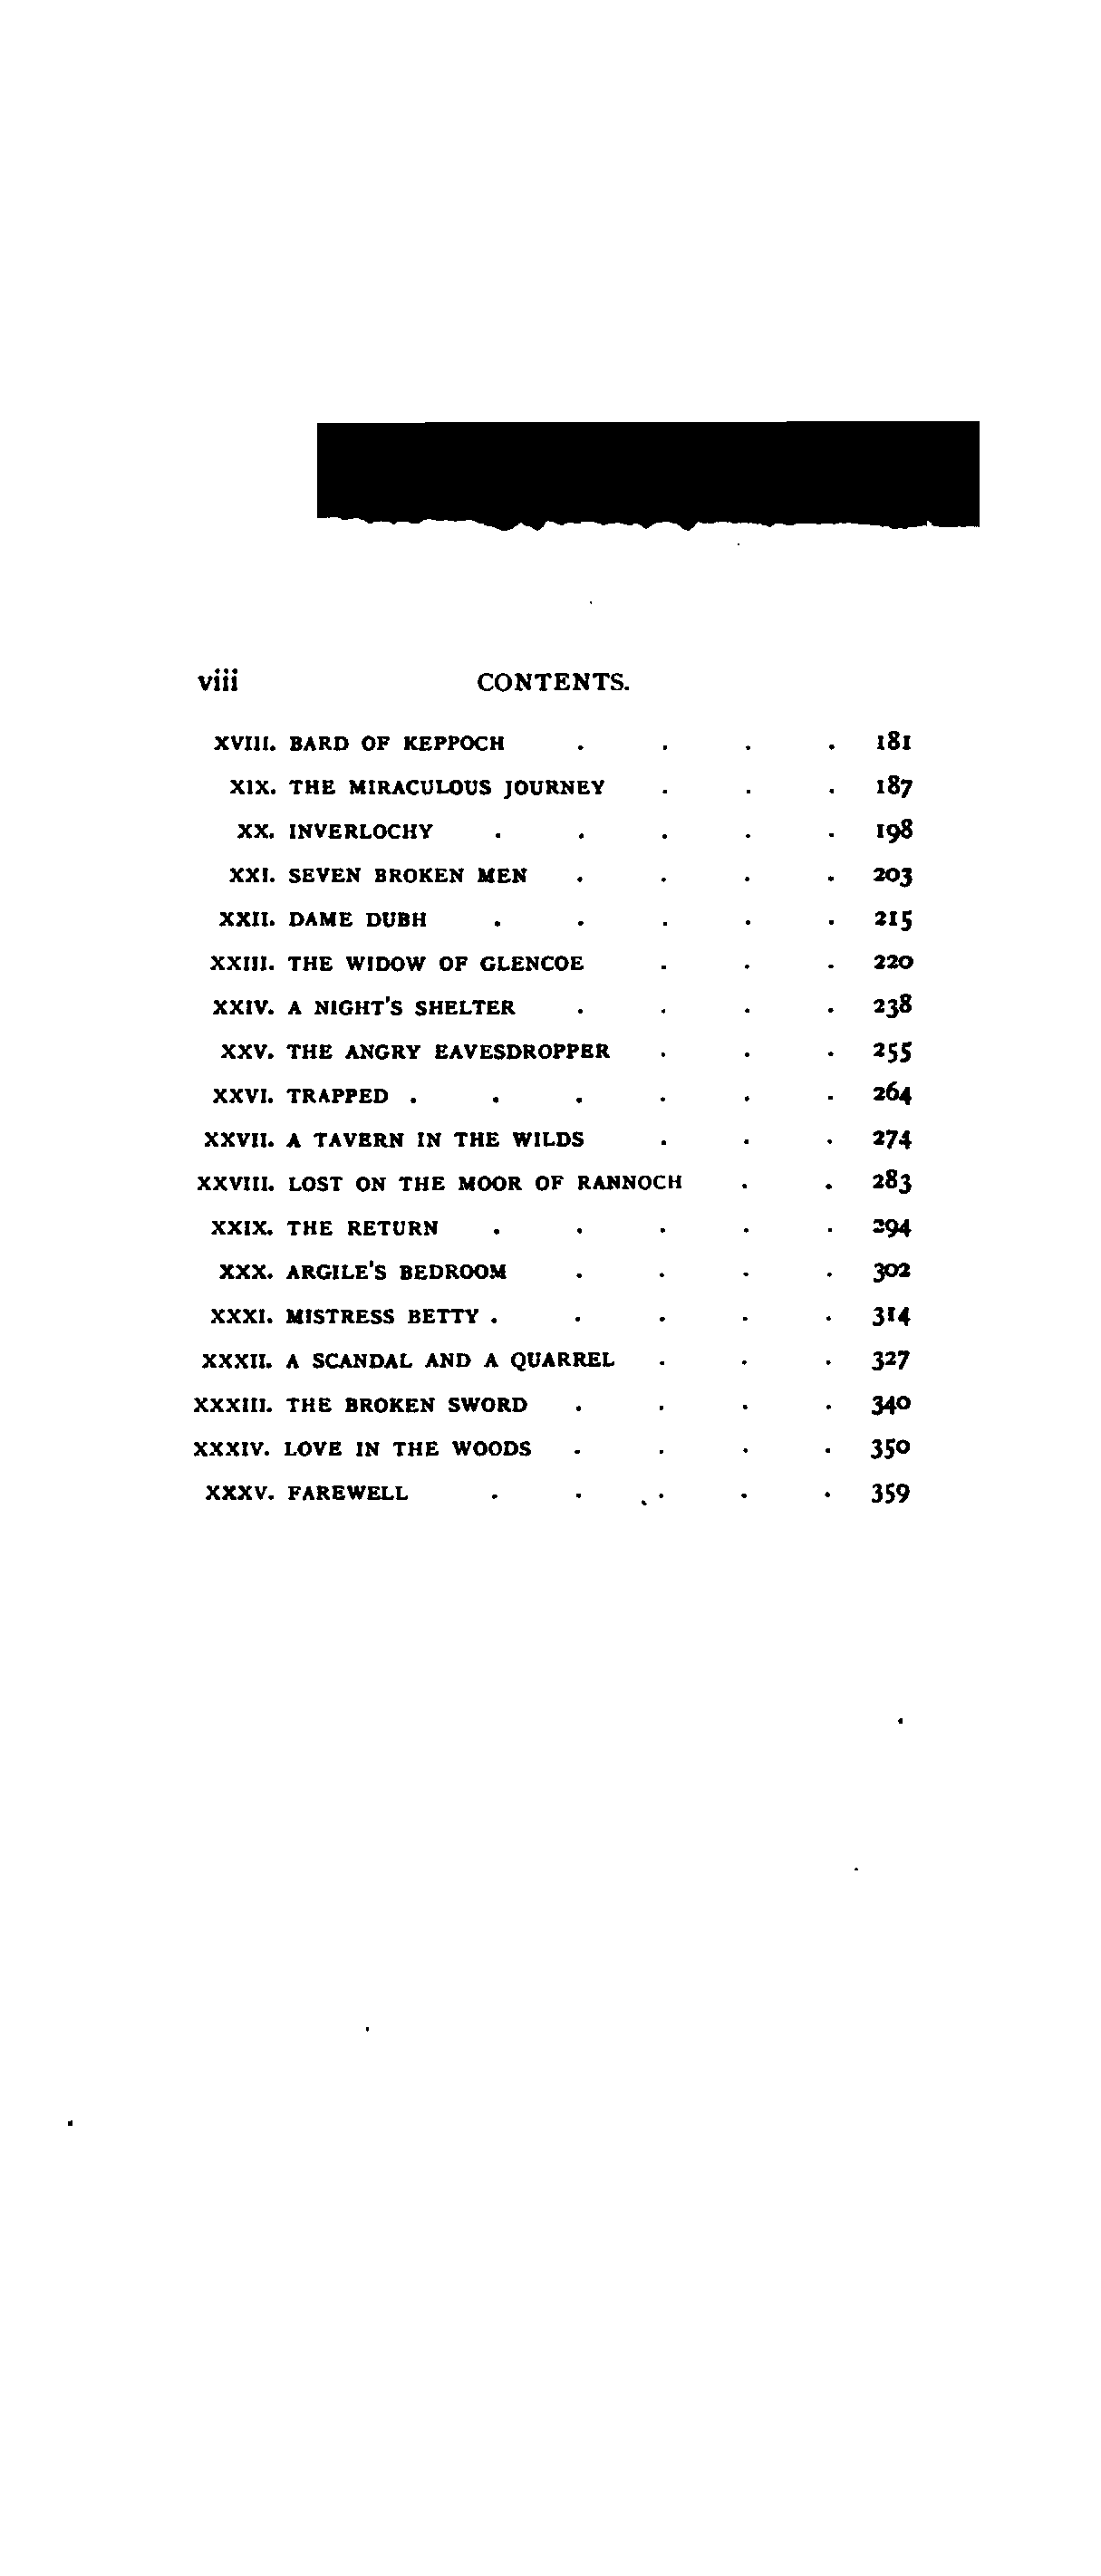 viii CONTENTS.
XVIII. BARD OF KEPPOCH . . . . 181
XIX. THE MIRACULOUS JOURNEY . . . 187
XX. INVERLOCHY . . . . . 198
XXI. SEVEN BROKEN MEN . . . . 203
XXII. DAME DUBH . . . . . 215
XXIII. THE WIDOW OF GLENCOE . . . 220
XXIV. A NIGHT'S SHELTER . . . . 238
XXV. THE ANGRY EAVESDROPPER . . . 255
XXVI. TRAPPED . . . . . . 264
XXVII. A TAVERN IN THE WILDS . . . 274
XXVIII. LOST ON THE MOOR OF RANNOCH . . 283
XXIX. THE RETURN . . . . . 294
XXX. ARGILE'S BEDROOM . . . . 302
XXXI. MISTRESS BETTY . . . . . 314
XXXII. A SCANDAL AND A QUARREL . . . 327
XXXIII. THE BROKEN SWORD . . . . 340
XXXIV. LOVE IN THE WOODS . . . . 350
XXXV. FAREWELL . . . . . 359